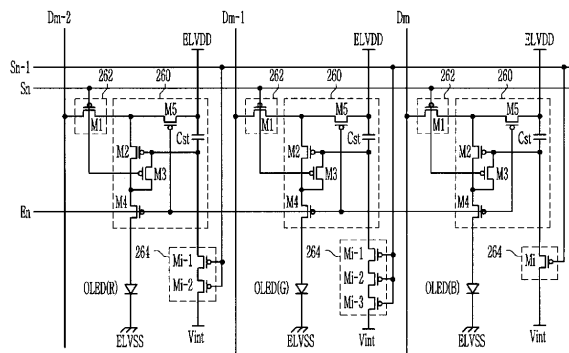 Dm-2 Dm-1 Dm
ELVDD ELVDD ELVDD
Sn-1
Sn
262 260 262 260 262 260
M1 M5 M1 M5 M1 M5
Cst Cst Cst
M2 M2 M2
M3 M3 M3
M4 M4 M4
En
264 264 264
Mi-1 Mi-1 Mi
Mi-2 Mi-2
Mi-3
OLED(R) OLED(G) OLED(B)
ELVSS Vint ELVSS Vint ELVSS Vint